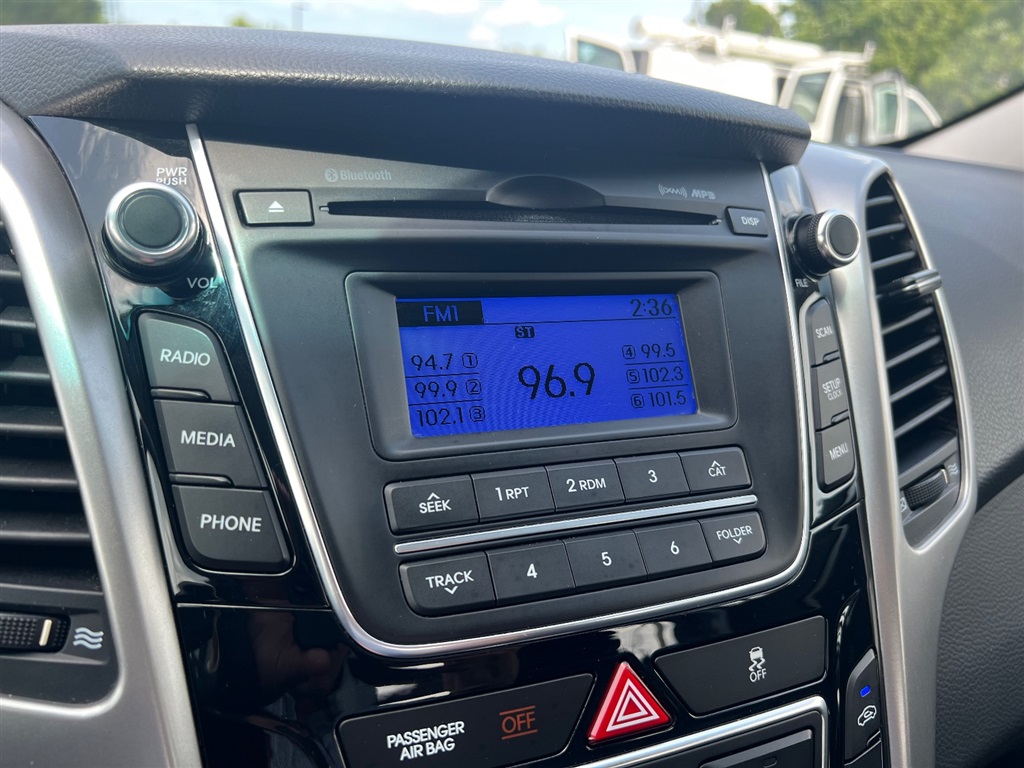 PWR
PUSH
Bluetooth
MP3
DISP
VOL
FILE
FM1
2:36
ST
94.7 1
99.9 2
102.1 3
96.9
4 99.5
5 102.3
6 101.5
RADIO
MEDIA
PHONE
SCAN
SETUP
CLOCK
MENU
SEEK
1 RPT
2 RDM
3
CAT
TRACK
4
5
6
FOLDER
PASSENGER
AIR BAG
OFF
OFF